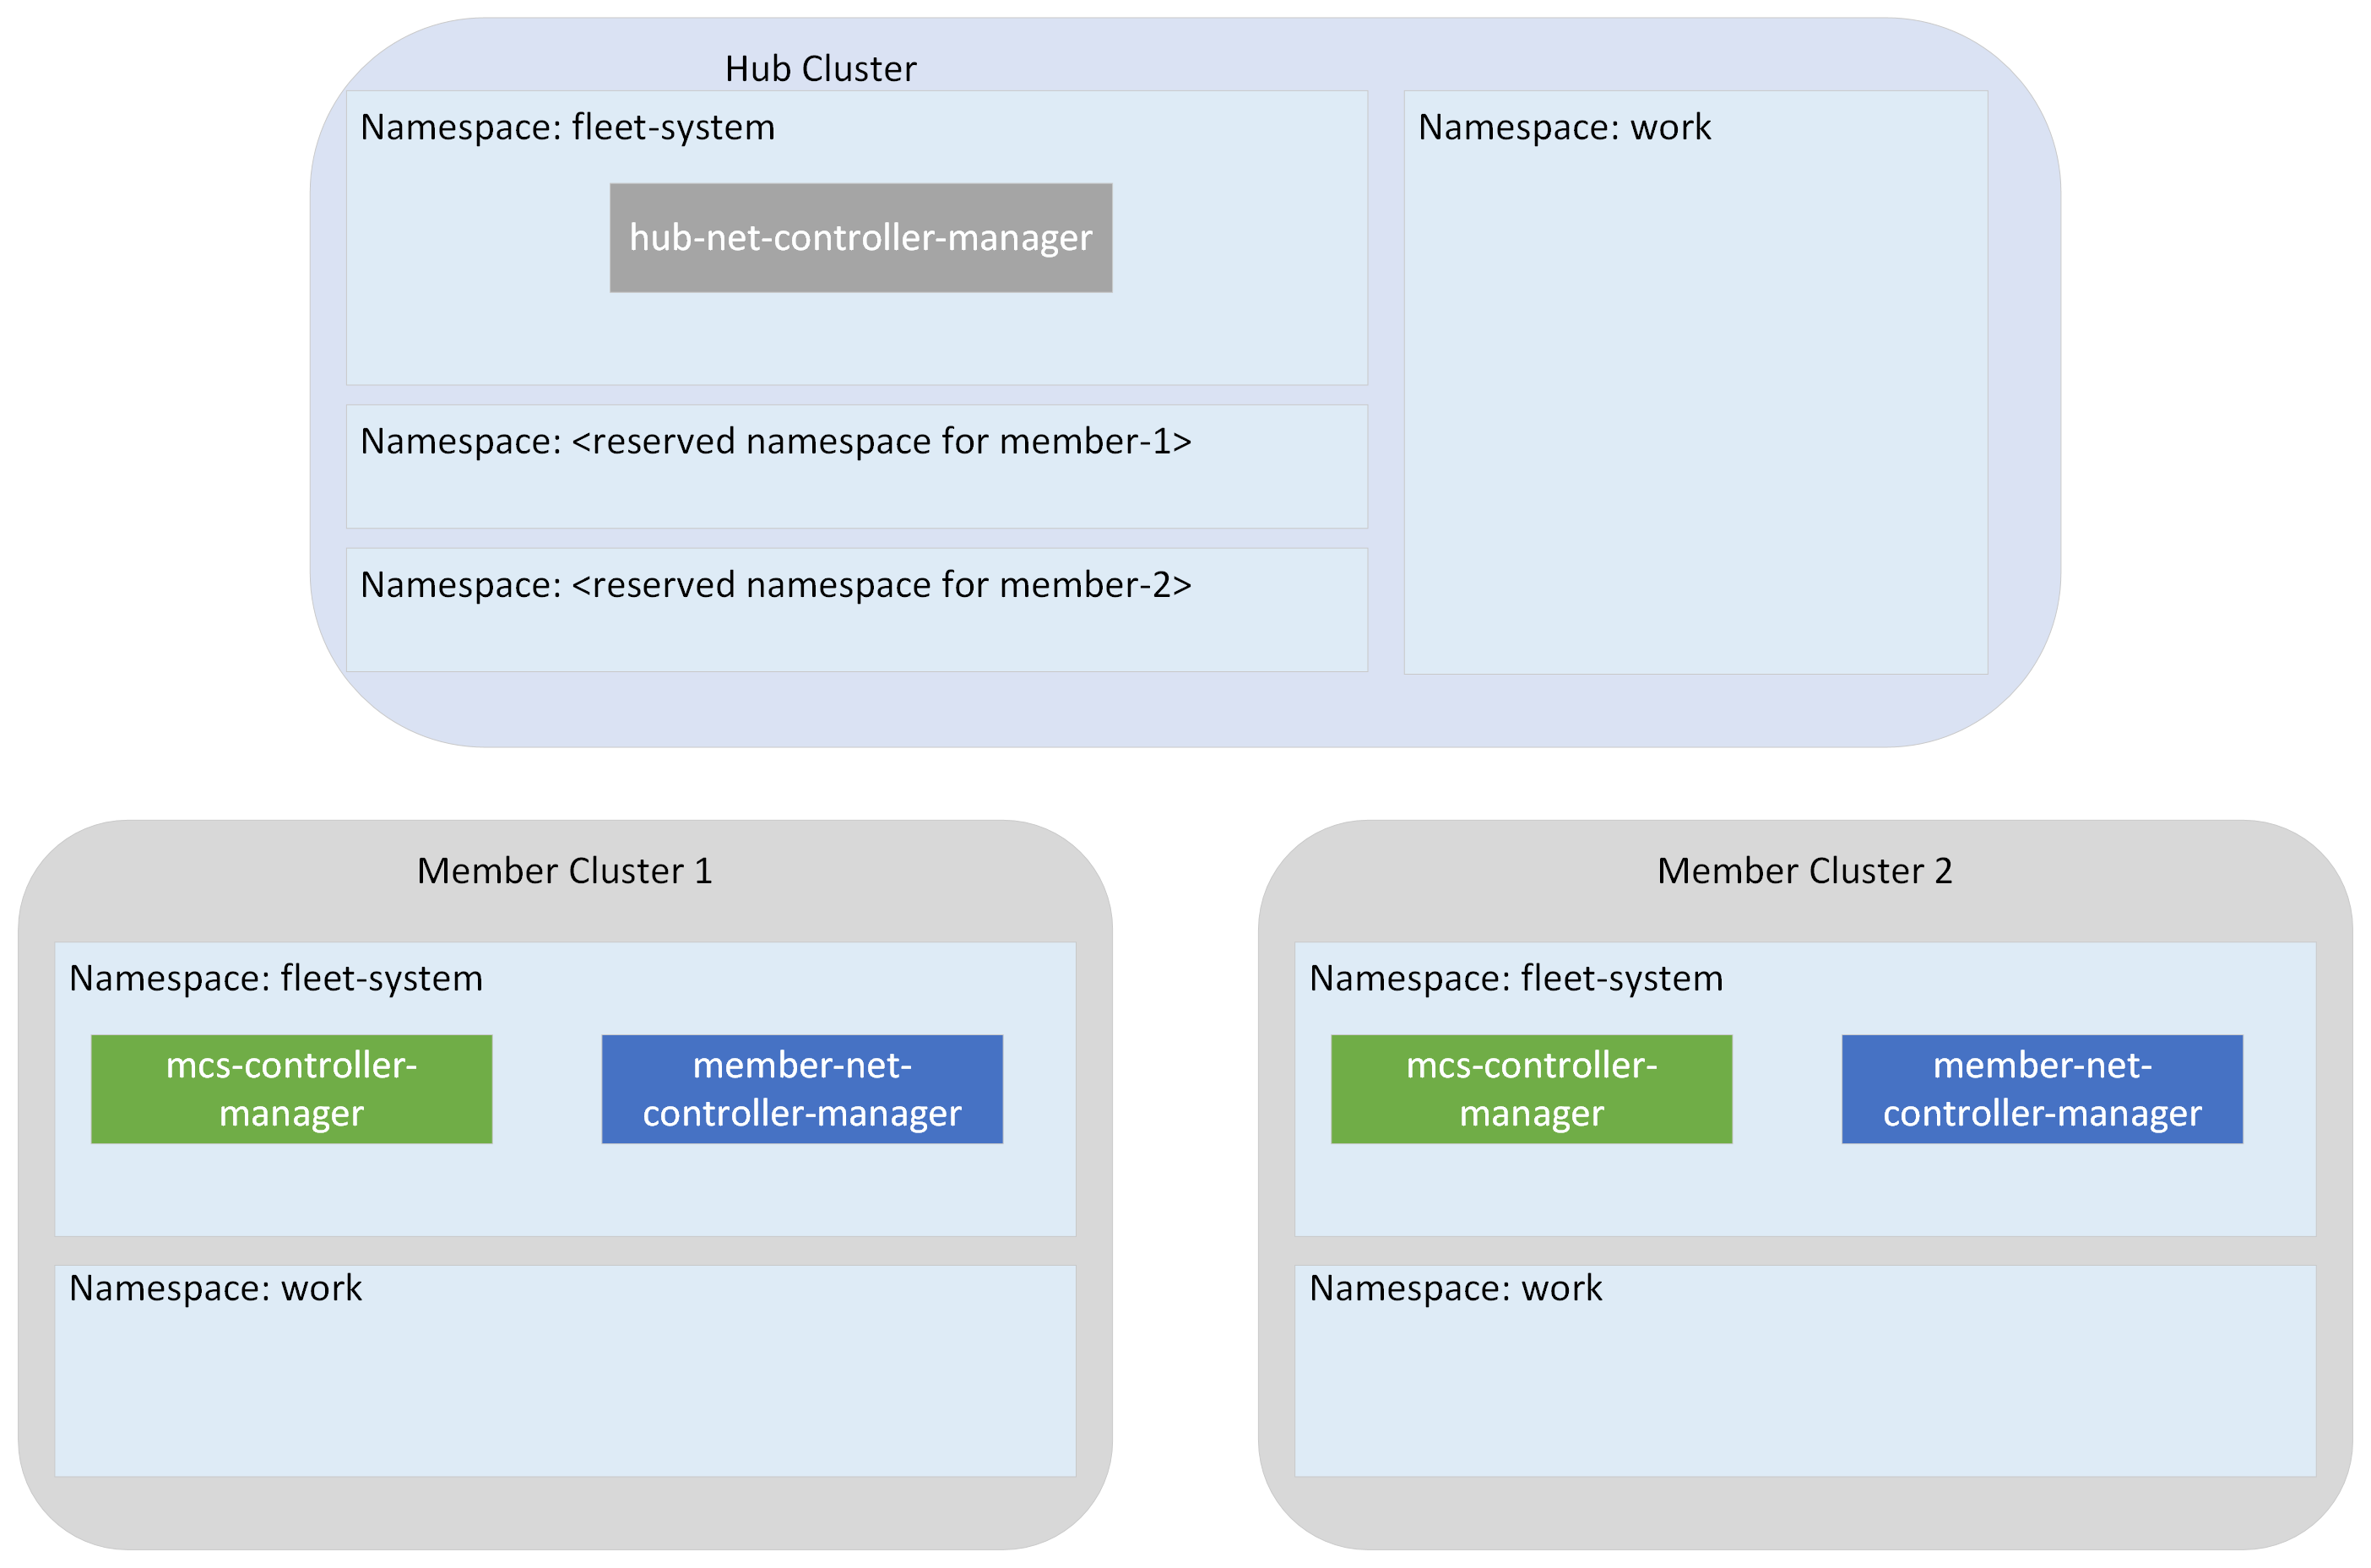 Hub Cluster
Namespace: fleet-system
hub-net-controller-manager
Namespace: <reserved namespace for member-1>
Namespace: <reserved namespace for member-2>
Namespace: work
Member Cluster 1
Namespace: fleet-system
mcs-controller-
manager
member-net-
controller-manager
Namespace: work
Member Cluster 2
Namespace: fleet-system
mcs-controller-
manager
member-net-
controller-manager
Namespace: work